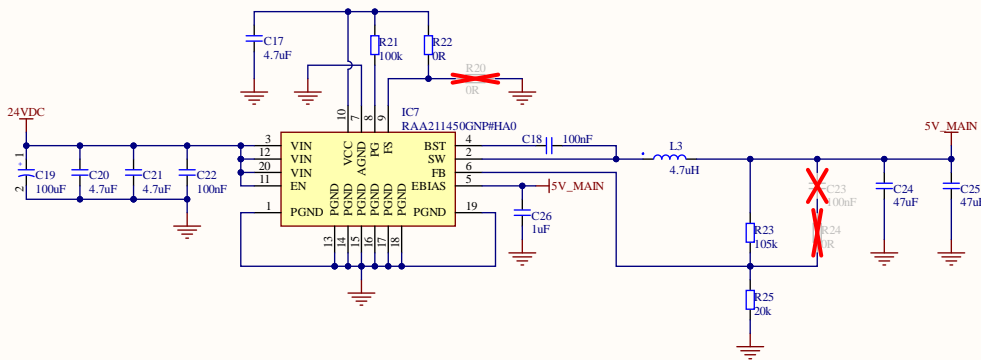 C17
4.7uF
R21
100k
R22
0R
R20
0R
24VDC
IC7
RAA211450GNP#HA0
10
7
8
9
VCC
AGND
PG
FS
3
VIN
12
VIN
20
VIN
11
EN
1
PGND
BST
4
SW
2
FB
6
EBIAS
5
PGND
19
PGND
PGND
PGND
PGND
PGND
PGND
13
14
15
16
17
18
1
+
2
C19
100uF
C20
4.7uF
C21
4.7uF
C22
100nF
C18
100nF
L3
4.7uH
5V_MAIN
C26
1uF
5V_MAIN
C23
100nF
R24
0R
C24
47uF
C25
47uF
R23
105k
R25
20k